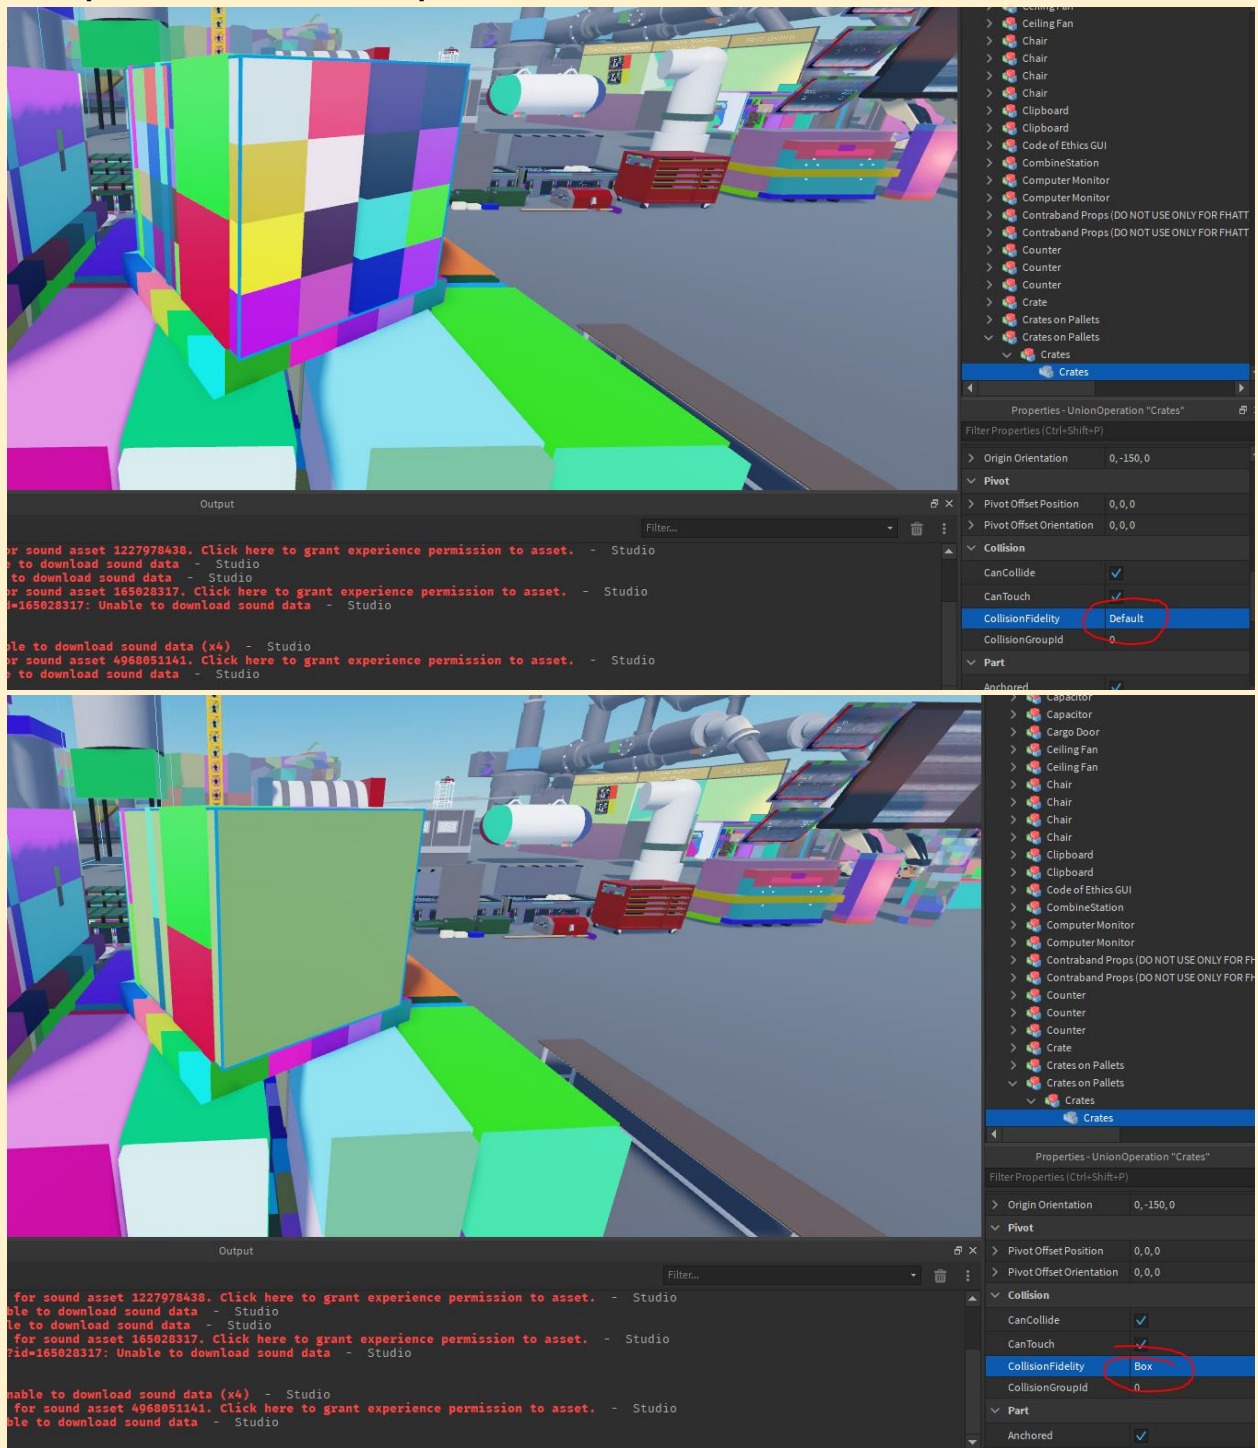 Ceiling Fan
Ceiling Fan
Chair
Chair
Chair
Chair
Clipboard
Clipboard
Code of Ethics GUI
CombineStation
Computer Monitor
Computer Monitor
Contraband Props (DO NOT USE ONLY FOR FHATT
Contraband Props (DO NOT USE ONLY FOR FHATT
Counter
Counter
Counter
Crate
Crates on Pallets
Crates on Pallets
Crates
Crates
Properties - UnionOperation "Crates"
Filter Properties (Ctrl+Shift+P)
Origin Orientation 0, -150, 0
Pivot
Pivot Offset Position 0, 0, 0
Pivot Offset Orientation 0, 0, 0
Collision
CanCollide
CanTouch
CollisionFidelity Default
CollisionGroupId 0
Part
Anchored
Output
Filter...
or sound asset 1227978438. Click here to grant experience permission to asset. - Studio
e to download sound data - Studio
to download sound data - Studio
or sound asset 165028317. Click here to grant experience permission to asset. - Studio
d=165028317: Unable to download sound data - Studio
ble to download sound data (x4) - Studio
or sound asset 4968051141. Click here to grant experience permission to asset. - Studio
e to download sound data - Studio
Capacitor
Capacitor
Cargo Door
Ceiling Fan
Ceiling Fan
Chair
Chair
Chair
Chair
Clipboard
Clipboard
Code of Ethics GUI
CombineStation
Computer Monitor
Computer Monitor
Contraband Props (DO NOT USE ONLY FOR FH
Contraband Props (DO NOT USE ONLY FOR FH
Counter
Counter
Counter
Crate
Crates on Pallets
Crates on Pallets
Crates
Crates
Properties - UnionOperation "Crates"
Filter Properties (Ctrl+Shift+P)
Origin Orientation 0, -150, 0
Pivot
Pivot Offset Position 0, 0, 0
Pivot Offset Orientation 0, 0, 0
Collision
CanCollide
CanTouch
CollisionFidelity Box
CollisionGroupId 0
Part
Anchored
Output
Filter...
for sound asset 1227978438. Click here to grant experience permission to asset. - Studio
ble to download sound data - Studio
le to download sound data - Studio
for sound asset 165028317. Click here to grant experience permission to asset. - Studio
?id=165028317: Unable to download sound data - Studio
nable to download sound data (x4) - Studio
for sound asset 4968051141. Click here to grant experience permission to asset. - Studio
ble to download sound data - Studio